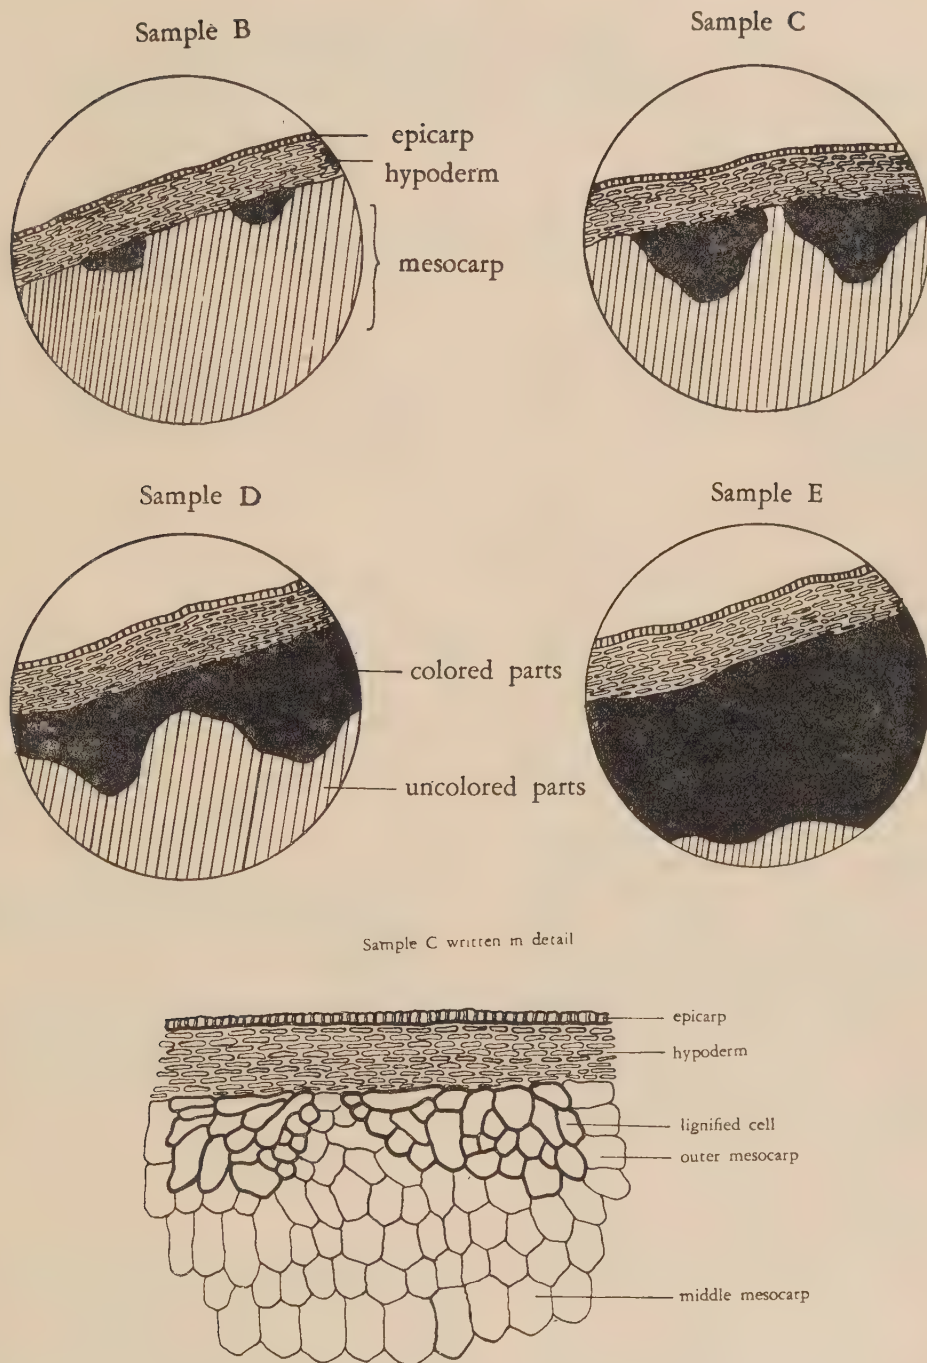 Sample B
Sample C
epicarp
hypoderm
mesocarp
Sample D
Sample E
colored parts
uncolored parts
Sample C written m detail
epicarp
hypoderm
lignified cell
outer mesocarp
middle mesocarp